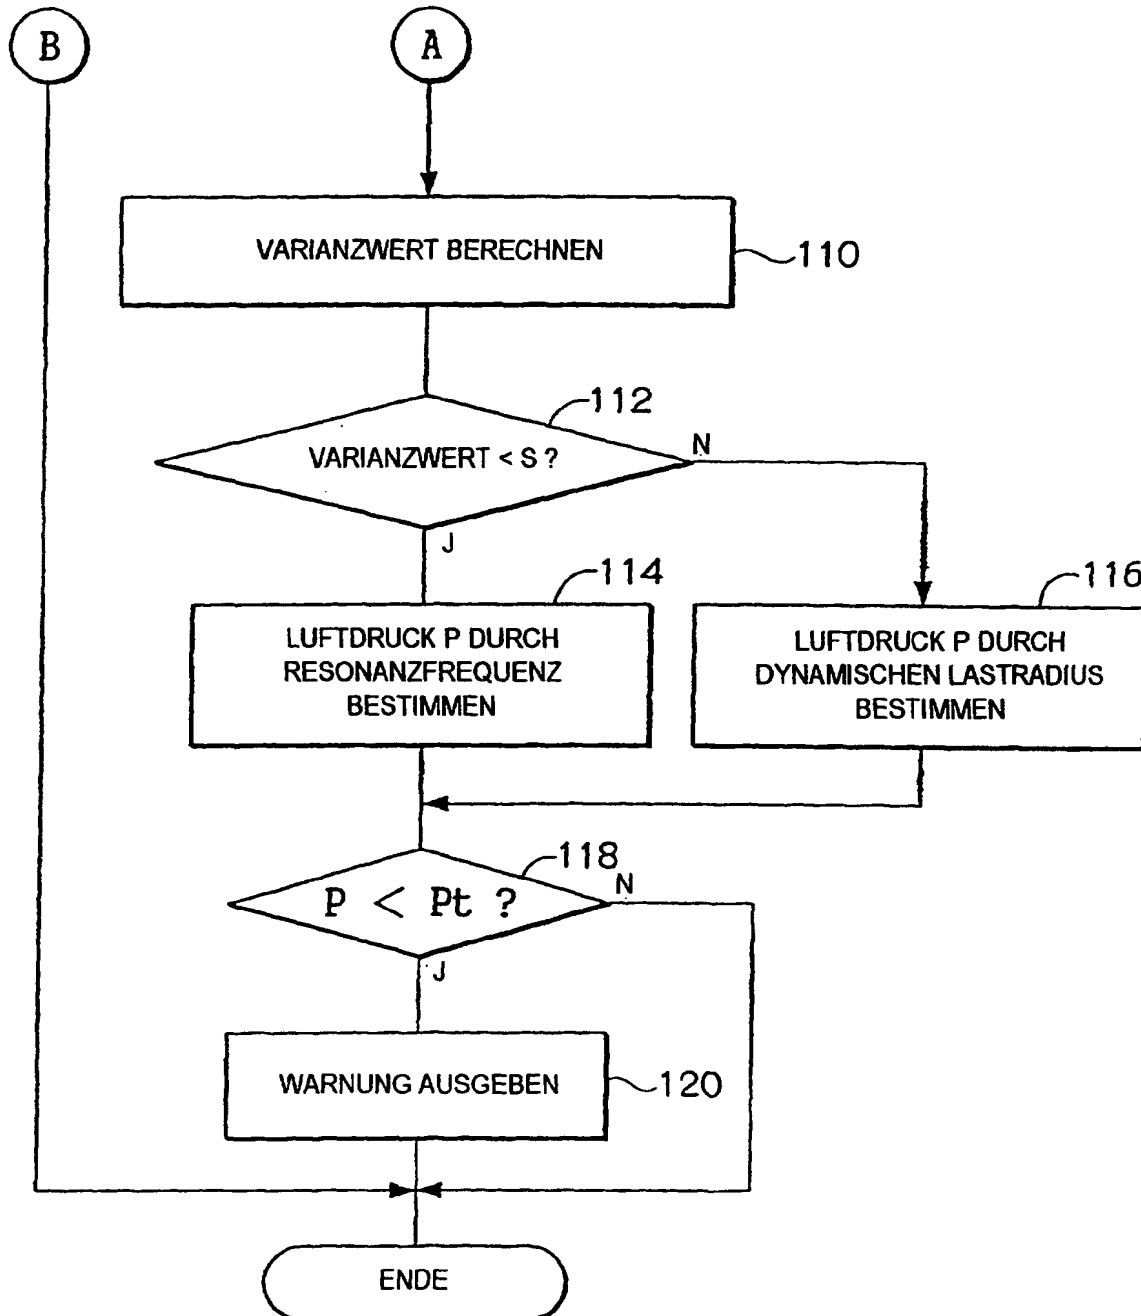 B
A
VARIANZWERT BERECHNEN
110
112
VARIANZWERT < S ?
N
J
114
116
LUFTDRUCK P DURCH
RESONANZFREQUENZ
BESTIMMEN
LUFTDRUCK P DURCH
DYNAMISCHEN LASTRADIUS
BESTIMMEN
118
P < Pt ?
N
J
WARNUNG AUSGEBEN
120
ENDE